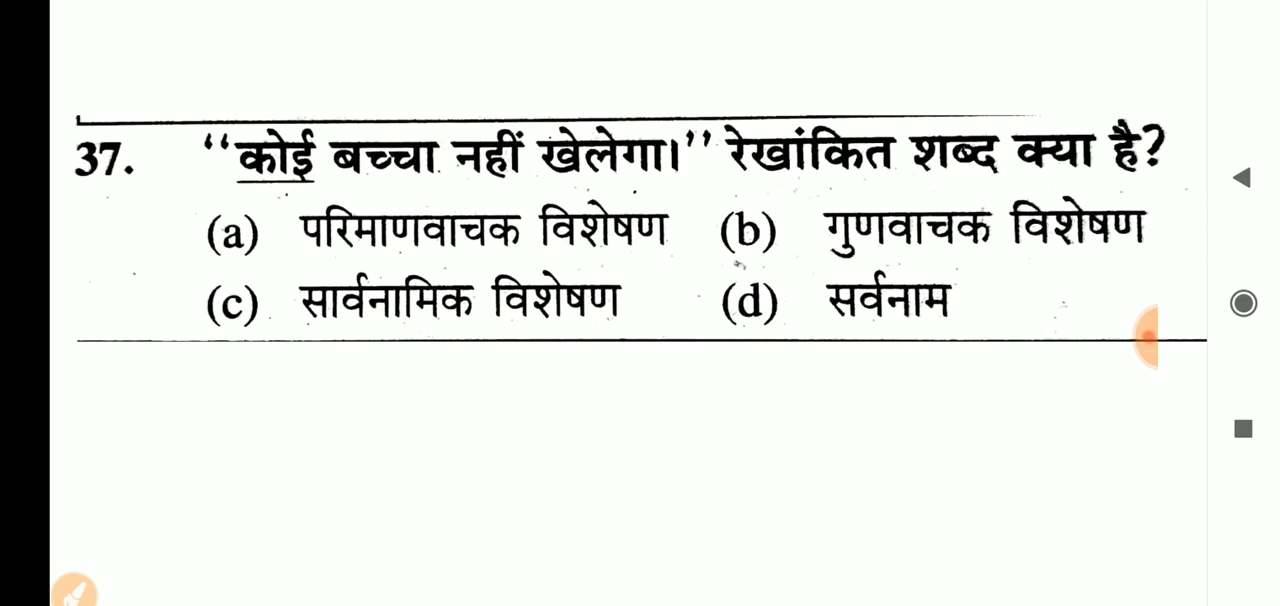 37. ‘‘कोई बच्चा नहीं खेलेगा।’’ रेखांकित शब्द क्या है?
(a) परिमाणवाचक विशेषण (b) गुणवाचक विशेषण
(c) सार्वनामिक विशेषण (d) सर्वनाम